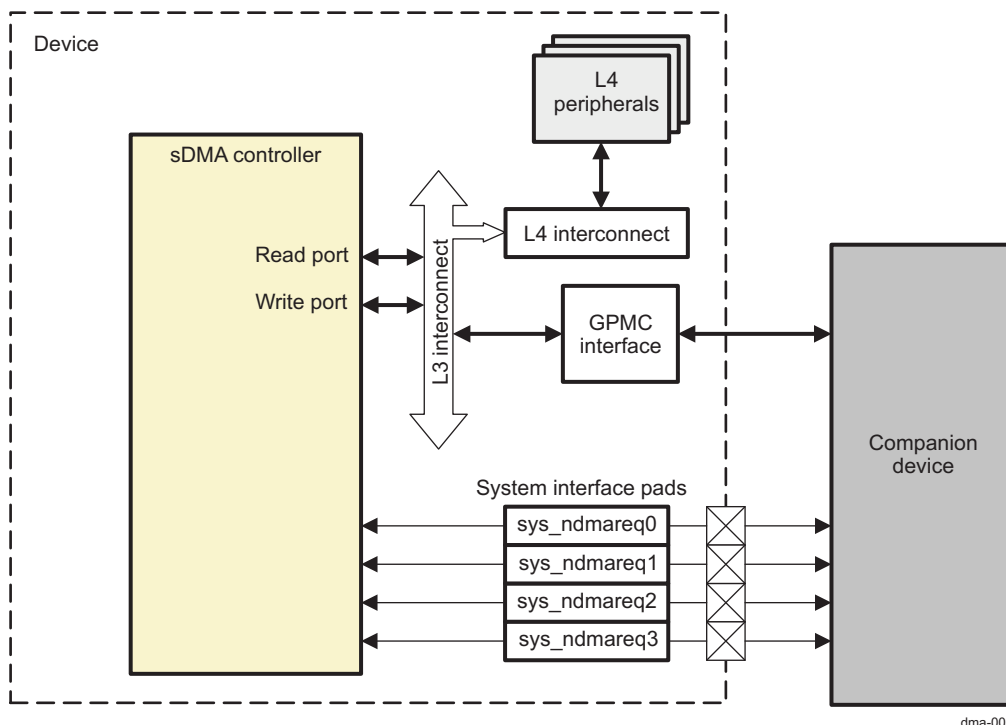 Device
L4
peripherals
sDMA controller
L4 interconnect
Read port
Write port
L3 interconnect
GPMC
interface
Companion
device
System interface pads
sys_ndmareq0
sys_ndmareq1
sys_ndmareq2
sys_ndmareq3